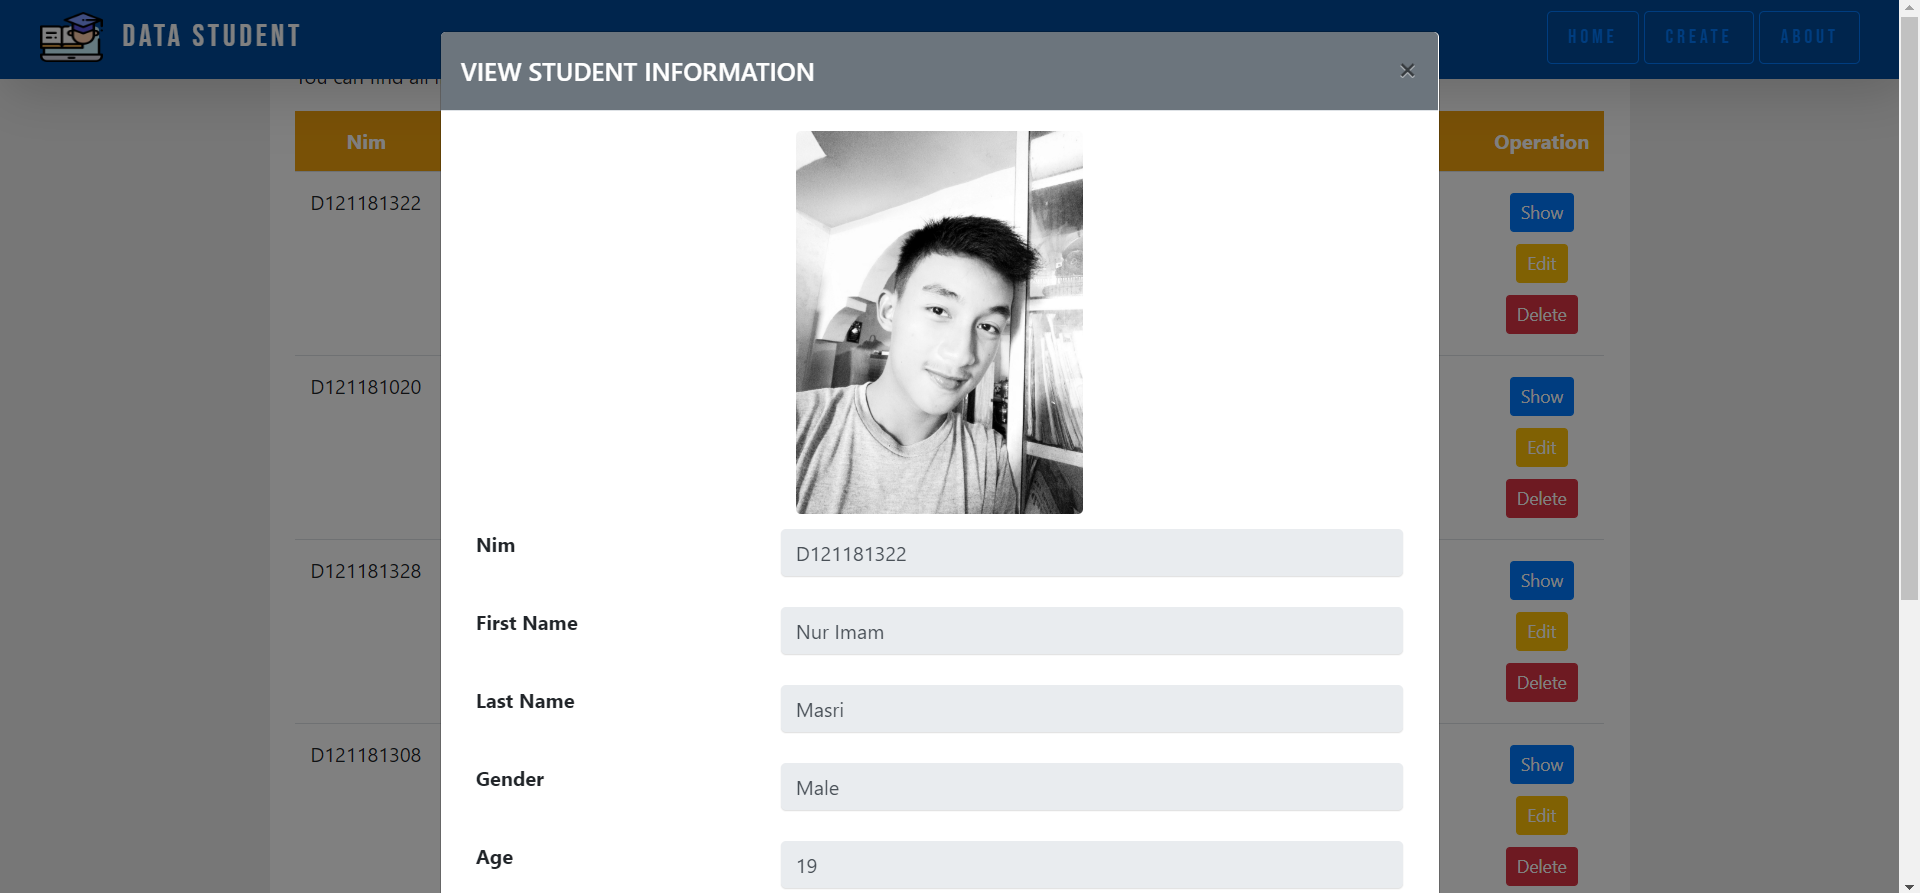 DATA STUDENT
HOME
CREATE
ABOUT
VIEW STUDENT INFORMATION
×
You can find all
Nim
Operation
D121181322
Show
Edit
Delete
D121181020
Show
Edit
Delete
D121181328
Show
Edit
Delete
D121181308
Show
Edit
Delete
Nim
D121181322
First Name
Nur Imam
Last Name
Masri
Gender
Male
Age
19